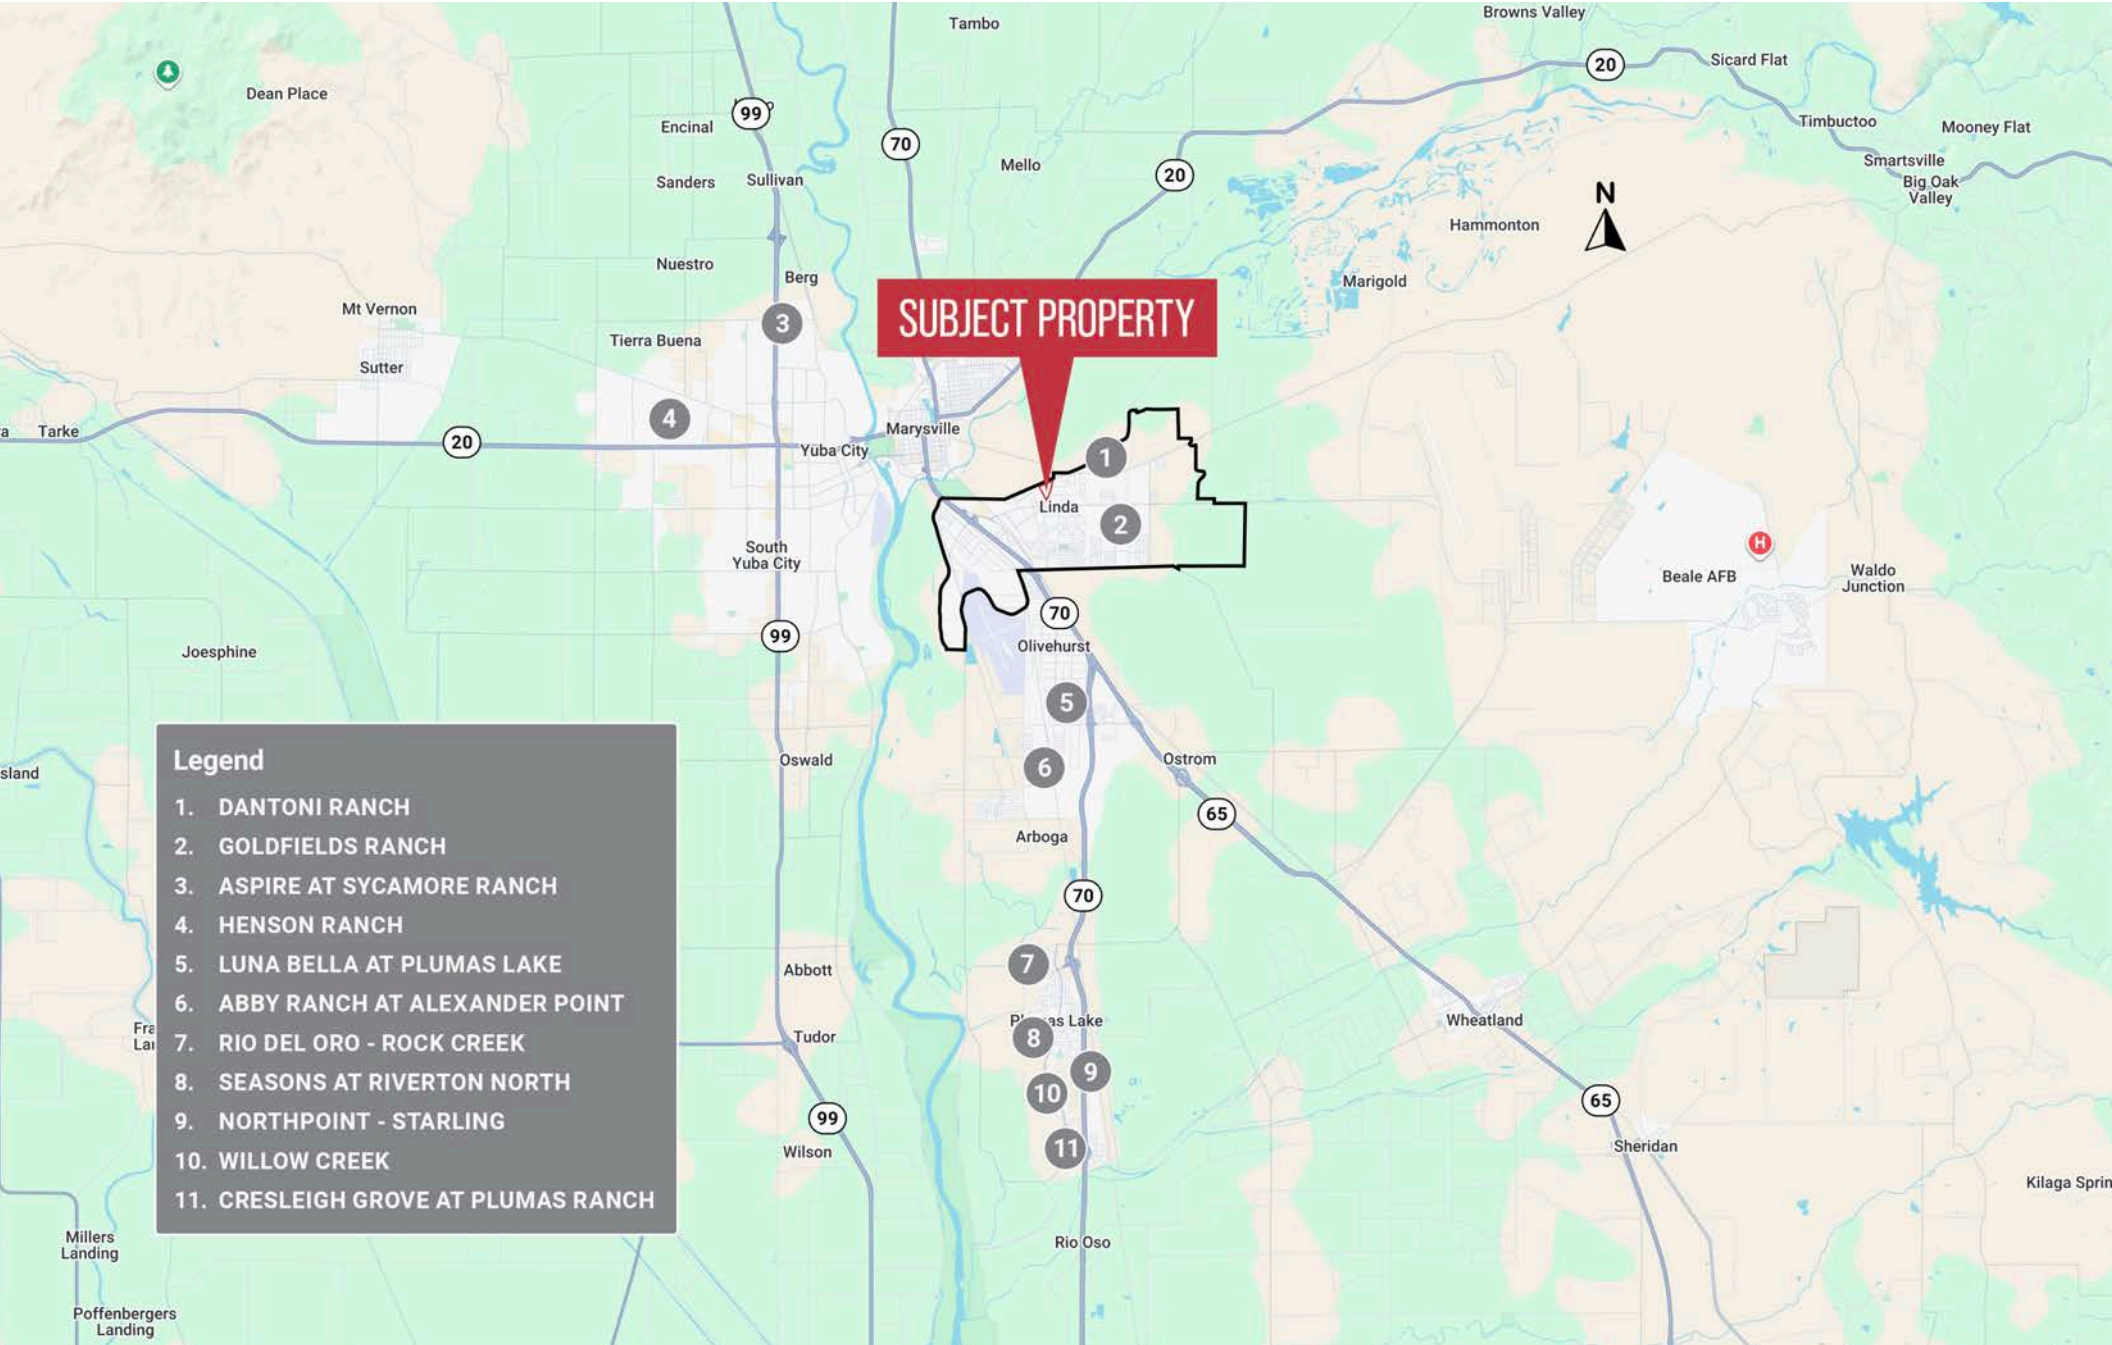 Tambo
Browns Valley
20
Sicard Flat
Dean Place
99
Encinal
70
Timbuctoo
Mooney Flat
Mello
20
Smartsville
Sanders
Sullivan
Big Oak
Valley
N
Hammonton
Nuestro
Berg
Marigold
Mt Vernon
SUBJECT PROPERTY
3
Tierra Buena
Sutter
4
Tarke
20
Marysville
Yuba City
1
Linda
2
South
Yuba City
H
Beale AFB
Waldo
Junction
70
99
Olivehurst
Joesphine
5
Oswald
6
Ostrom
65
Arboga
70
sland
Legend
1. DANTONI RANCH
2. GOLDFIELDS RANCH
3. ASPIRE AT SYCAMORE RANCH
4. HENSON RANCH
5. LUNA BELLA AT PLUMAS LAKE
6. ABBY RANCH AT ALEXANDER POINT
7. RIO DEL ORO - ROCK CREEK
8. SEASONS AT RIVERTON NORTH
9. NORTHPOINT - STARLING
10. WILLOW CREEK
11. CRESLEIGH GROVE AT PLUMAS RANCH
Abbott
7
Lake
Wheatland
Tudor
8
9
10
99
65
Wilson
11
Sheridan
Kilaga Sprin
Millers
Landing
Rio Oso
Poffenbergers
Landing